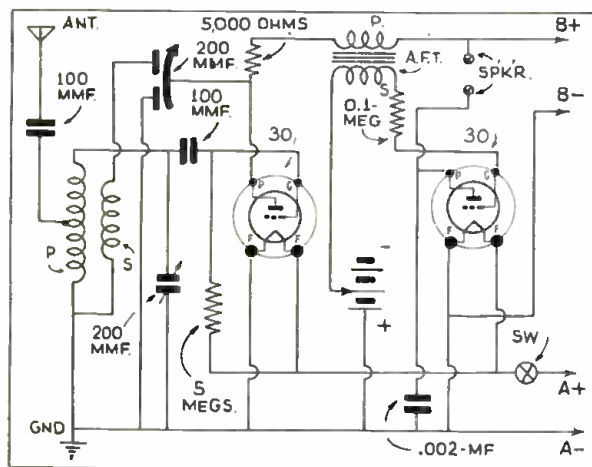 ANT.
5,000 OHMS
P.
B+
200
MMF.
A.F.T.
SPKR.
100
MMF.
100
MMF.
S
B-
0.1-
MEG
30
30
P
G
P
G
F
F
F
F
P
S
-
200
MMF.
+
SW
5
MEGS.
A+
GND
.002-MF.
A-